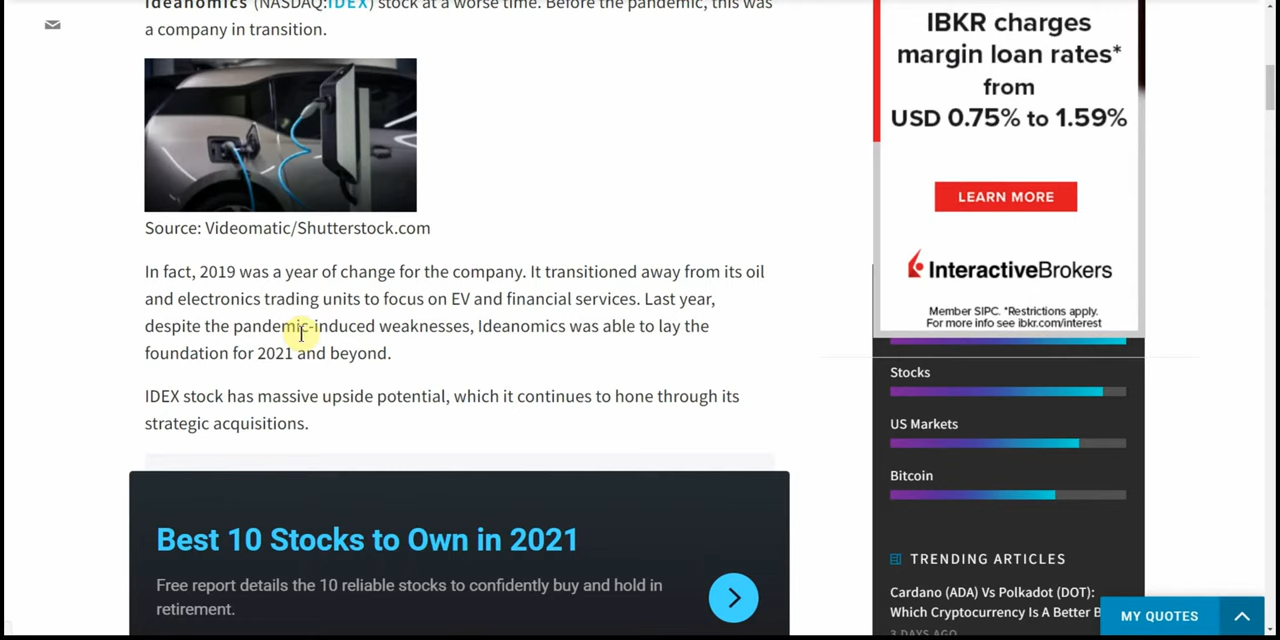 Ideanomics (NASDAQ:IDEX) stock at a worse time. Before the pandemic, this was
a company in transition.
Source: Videomatic/Shutterstock.com
In fact, 2019 was a year of change for the company. It transitioned away from its oil
and electronics trading units to focus on EV and financial services. Last year,
despite the pandemic-induced weaknesses, Ideanomics was able to lay the
foundation for 2021 and beyond.
IDEX stock has massive upside potential, which it continues to hone through its
strategic acquisitions.
Best 10 Stocks to Own in 2021
Free report details the 10 reliable stocks to confidently buy and hold in
retirement.
IBKR charges
margin loan rates*
from
USD 0.75% to 1.59%
LEARN MORE
InteractiveBrokers
Member SIPC. *Restrictions apply.
For more info see ibkr.com/interest
Stocks
US Markets
Bitcoin
TRENDING ARTICLES
Cardano (ADA) Vs Polkadot (DOT):
Which Cryptocurrency Is A Better B
3 DAYS AGO
MY QUOTES